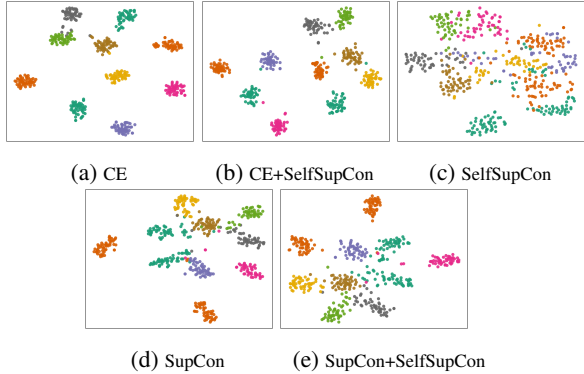 (a) CE
(b) CE+SelfSupCon
(c) SelfSupCon
(d) SupCon
(e) SupCon+SelfSupCon